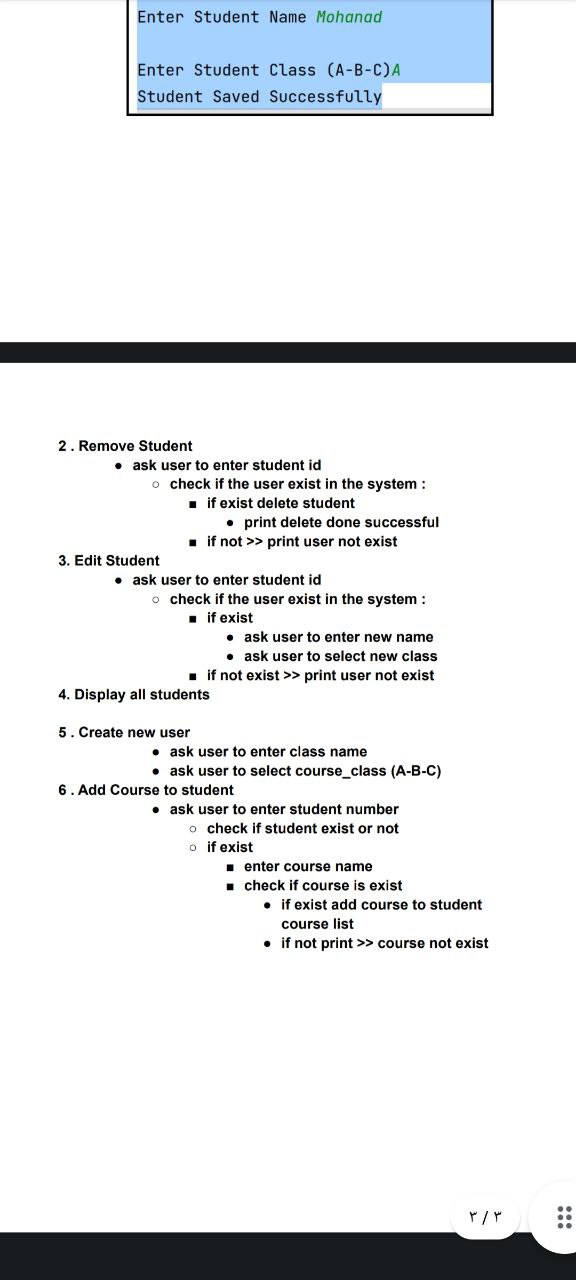 Enter Student Name Mohanad
Enter Student Class (A-B-C)A
Student Saved Successfully
2 . Remove Student
● ask user to enter student id
○ check if the user exist in the system :
■ if exist delete student
● print delete done successful
■ if not >> print user not exist
3. Edit Student
● ask user to enter student id
○ check if the user exist in the system :
■ if exist
● ask user to enter new name
● ask user to select new class
■ if not exist >> print user not exist
4. Display all students
5 . Create new user
● ask user to enter class name
● ask user to select course_class (A-B-C)
6 . Add Course to student
● ask user to enter student number
○ check if student exist or not
○ if exist
■ enter course name
■ check if course is exist
● if exist add course to student
course list
● if not print >> course not exist
٣ / ٣